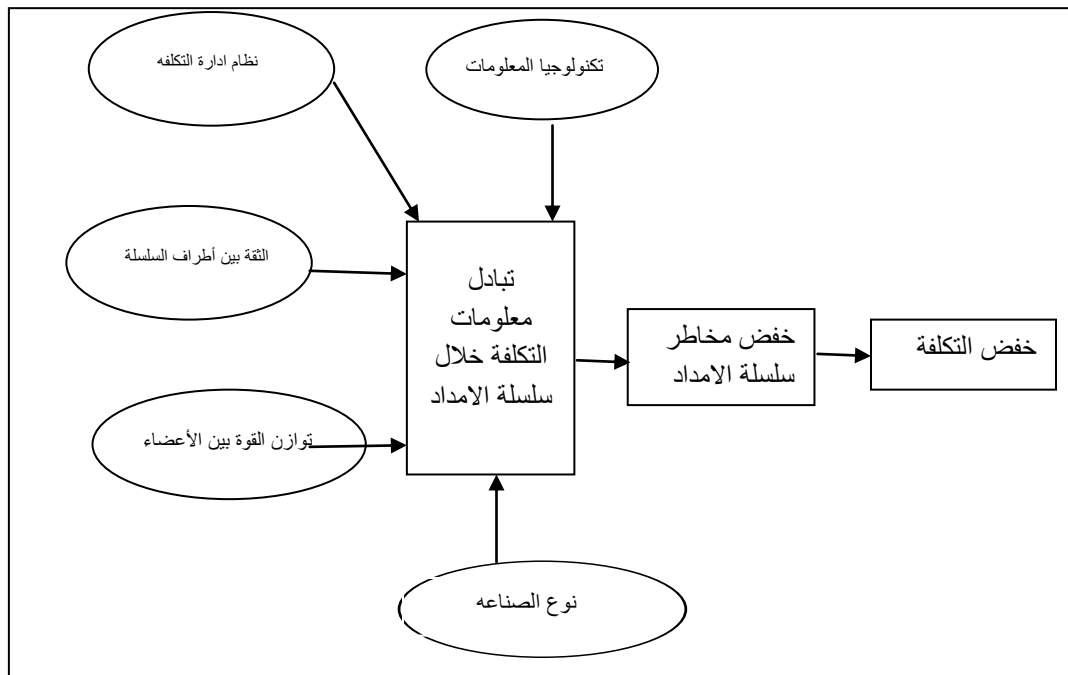 نظام ادارة التكلفه
تكنولوجيا المعلومات
الثقة بين أطراف السلسلة
تبادل
معلومات
التكلفة خلال
سلسلة الامداد
خفض مخاطر
سلسلة الامداد
خفض التكلفة
توازن القوة بين الأعضاء
نوع الصناعه